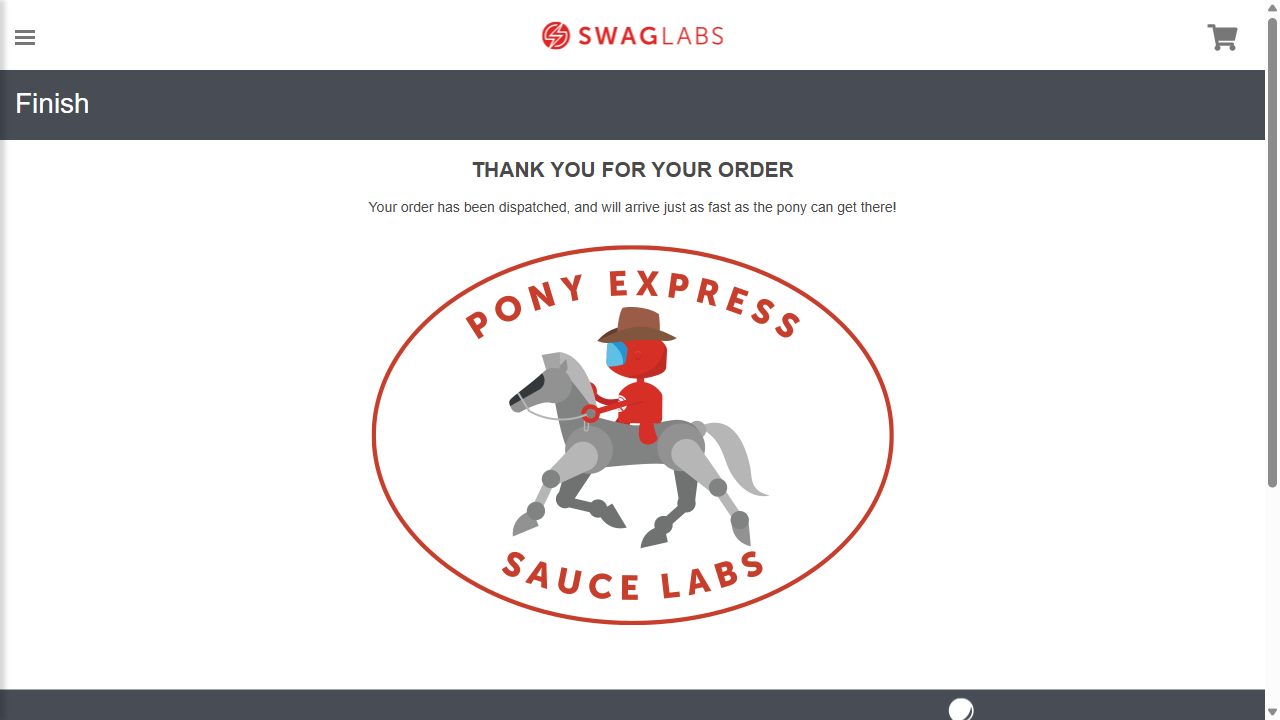 SWAGLABS
Finish
THANK YOU FOR YOUR ORDER
Your order has been dispatched, and will arrive just as fast as the pony can get there!
PONY EXPRESS
SAUCE LABS